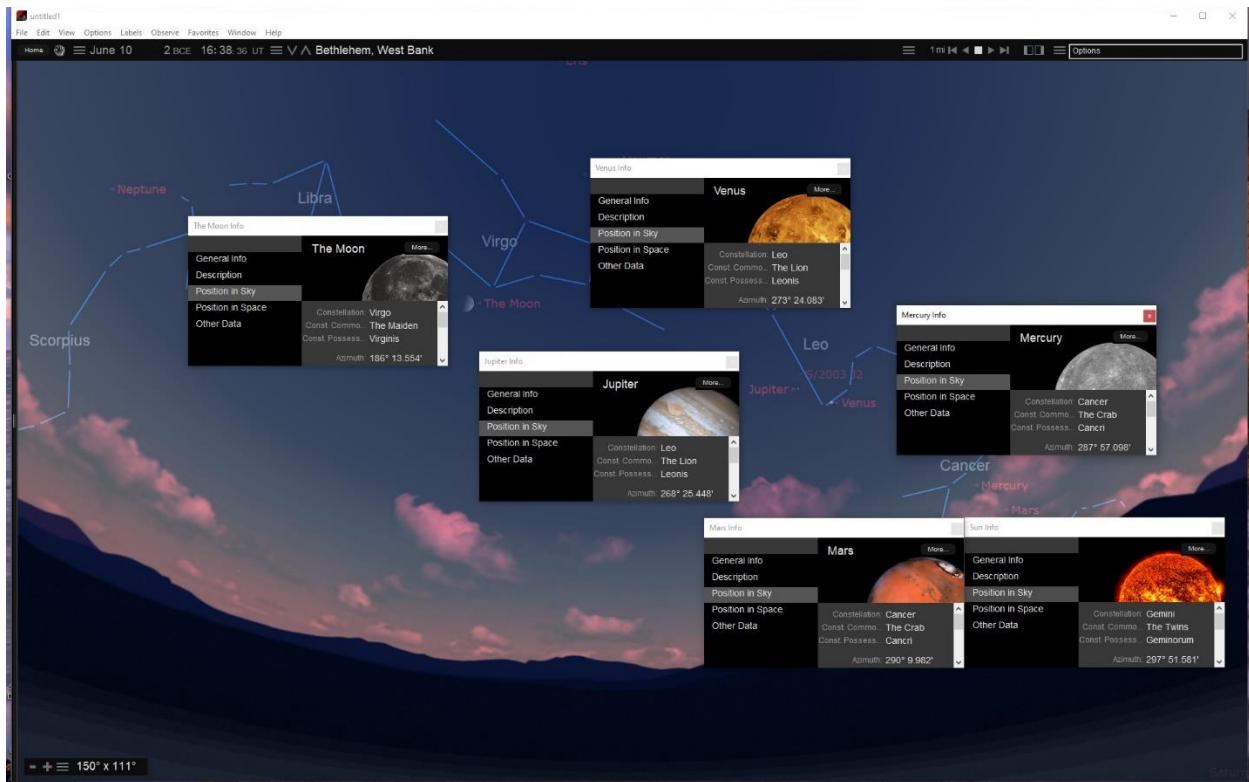 untitled1
File Edit View Options Labels Observe Favorites Window Help
Home June 10 2 BCE 16:38:36 UT Bethlehem, West Bank 1 mi Options
Eris
Neptune
Libra
Virgo
The Moon
Scorpius
Leo
S/2003 J2
Jupiter
Venus
Cancer
Mercury
Mars
Venus Info
Venus More...
General Info
Description
Position in Sky
Position in Space
Other Data
Constellation: Leo
Const. Commo... The Lion
Const. Possess... Leonis
Azimuth: 273° 24.083'
The Moon Info
The Moon More...
General Info
Description
Position in Sky
Position in Space
Other Data
Constellation: Virgo
Const. Commo... The Maiden
Const. Possess... Virginis
Azimuth: 186° 13.554'
Mercury Info
x
Mercury More...
General Info
Description
Position in Sky
Position in Space
Other Data
Constellation: Cancer
Const. Commo... The Crab
Const. Possess... Cancri
Azimuth: 287° 57.098'
Jupiter Info
Jupiter More...
General Info
Description
Position in Sky
Position in Space
Other Data
Constellation: Leo
Const. Commo... The Lion
Const. Possess... Leonis
Azimuth: 268° 25.448'
Mars Info
Mars More...
General Info
Description
Position in Sky
Position in Space
Other Data
Constellation: Cancer
Const. Commo... The Crab
Const. Possess... Cancri
Azimuth: 290° 9.982'
Sun Info
More...
General Info
Description
Position in Sky
Position in Space
Other Data
Constellation: Gemini
Const. Commo... The Twins
Const. Possess... Geminorum
Azimuth: 297° 51.581'
- + 150° x 111°